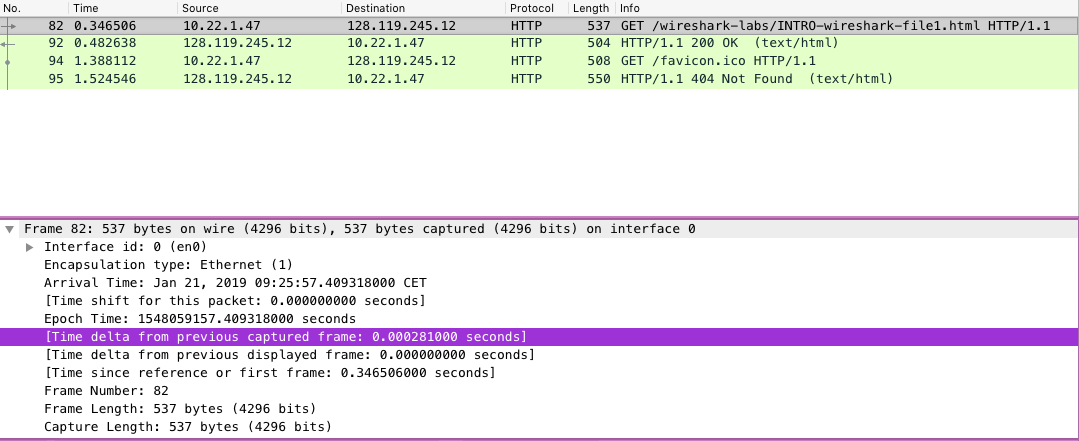 No. Time Source Destination Protocol Length Info
82 0.346506 10.22.1.47 128.119.245.12 HTTP 537 GET /wireshark-labs/INTRO-wireshark-file1.html HTTP/1.1
92 0.482638 128.119.245.12 10.22.1.47 HTTP 504 HTTP/1.1 200 OK (text/html)
94 1.388112 10.22.1.47 128.119.245.12 HTTP 508 GET /favicon.ico HTTP/1.1
95 1.524546 128.119.245.12 10.22.1.47 HTTP 550 HTTP/1.1 404 Not Found (text/html)
Frame 82: 537 bytes on wire (4296 bits), 537 bytes captured (4296 bits) on interface 0
Interface id: 0 (en0)
Encapsulation type: Ethernet (1)
Arrival Time: Jan 21, 2019 09:25:57.409318000 CET
[Time shift for this packet: 0.000000000 seconds]
Epoch Time: 1548059157.409318000 seconds
[Time delta from previous captured frame: 0.000281000 seconds]
[Time delta from previous displayed frame: 0.000000000 seconds]
[Time since reference or first frame: 0.346506000 seconds]
Frame Number: 82
Frame Length: 537 bytes (4296 bits)
Capture Length: 537 bytes (4296 bits)